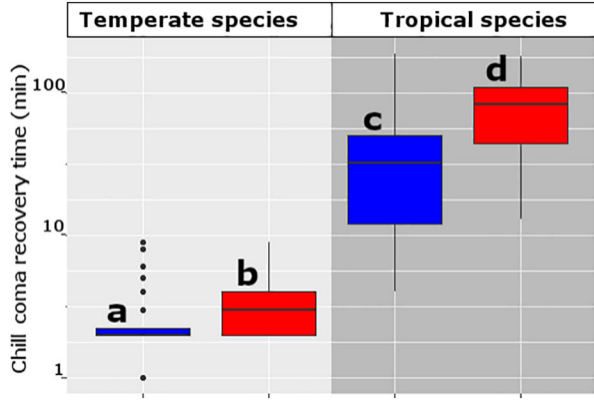 Temperate species
Tropical species
Chill coma recovery time (min)
100
10
1
a
b
c
d